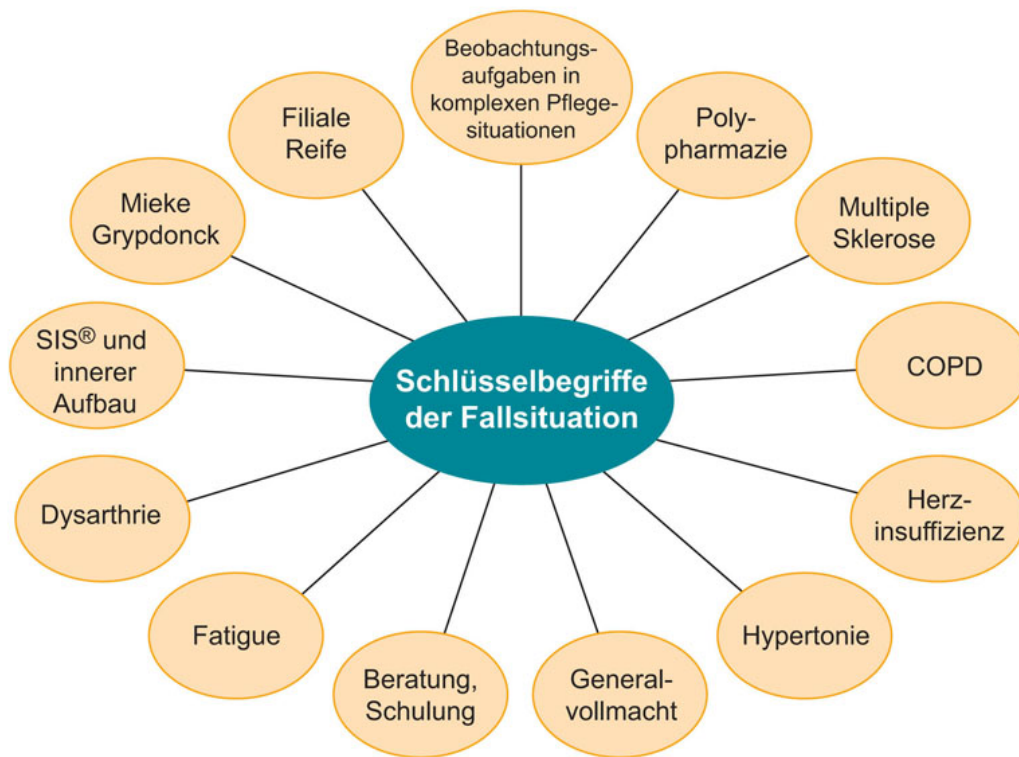 Beobachtungs-
aufgaben in
komplexen Pflege-
situationen
Poly-
pharmazie
Multiple
Sklerose
COPD
Herz-
insuffizienz
Hypertonie
General-
vollmacht
Beratung,
Schulung
Fatigue
Dysarthrie
SIS® und
innerer
Aufbau
Mieke
Grypdonck
Filiale
Reife
Schlüsselbegriffe
der Fallsituation